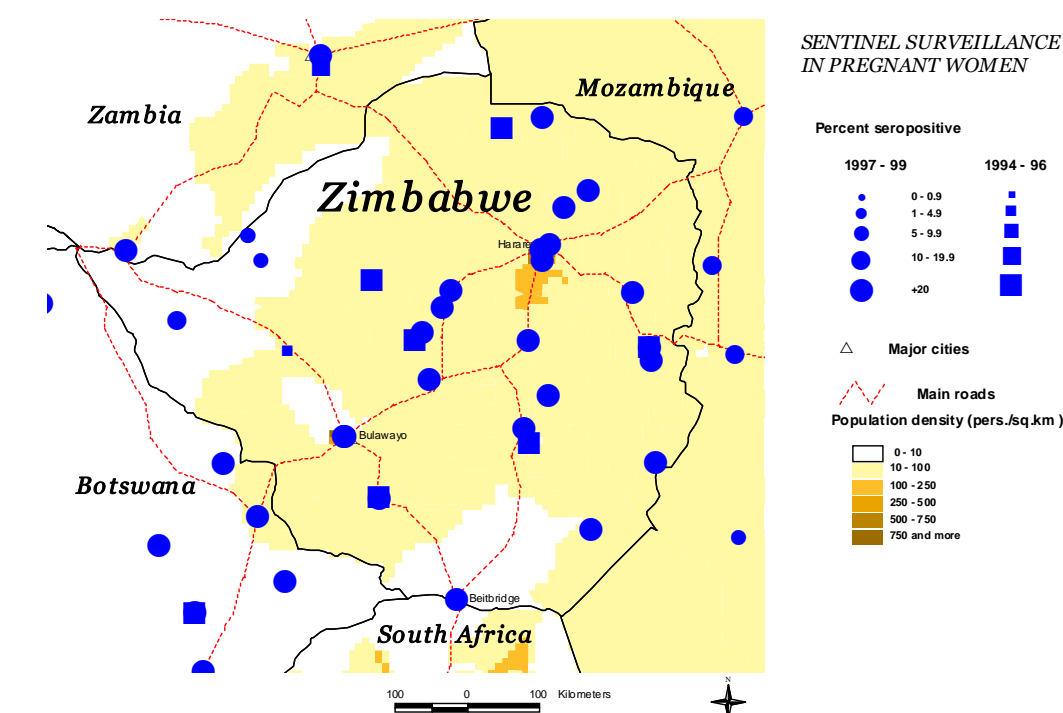 SENTINEL SURVEILLANCE
IN PREGNANT WOMEN
Mozambique
Zambia
Zimbabwe
Harare
Bulawayo
Botswana
Beitbridge
South Africa
Percent seropositive
1997 - 99 1994 - 96
0 - 0.9
1 - 4.9
5 - 9.9
10 - 19.9
+20
Major cities
Main roads
Population density (pers./sq.km)
0 - 10
10 - 100
100 - 250
250 - 500
500 - 750
750 and more
100 0 100 Kilometers
N